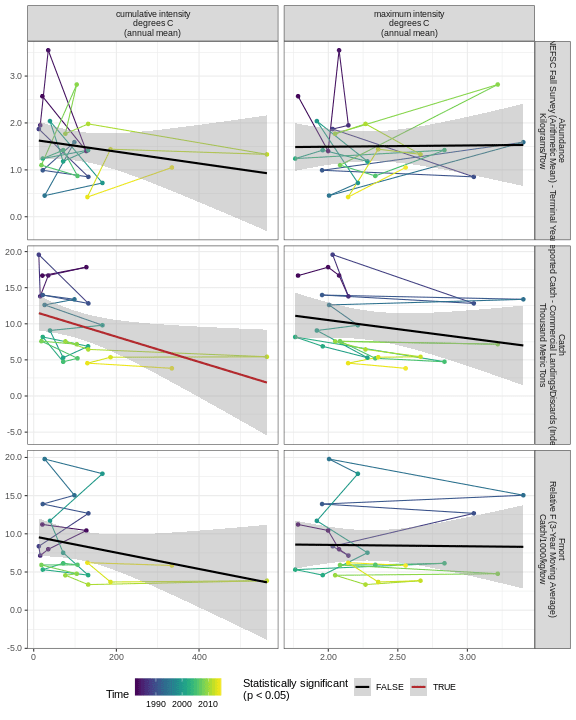 cumulative intensity
degrees C
(annual mean)
maximum intensity
degrees C
(annual mean)
3.0
2.0
1.0
0.0
Abundance
NEFSC Fall Survey (Arithmetic Mean) - Terminal Year
Kilograms/Tow
20.0
15.0
10.0
5.0
0.0
-5.0
Catch
Catch - Commercial Landings/Discards
Thousand Metric Tons
20.0
15.0
10.0
5.0
0.0
-5.0
Fmort
Relative F (3-Year Moving Average)
Catch/1000/kg/tow
0
200
400
2.00
2.50
3.00
Time
1990
2000
2010
Statistically significant
(p < 0.05)
FALSE
TRUE